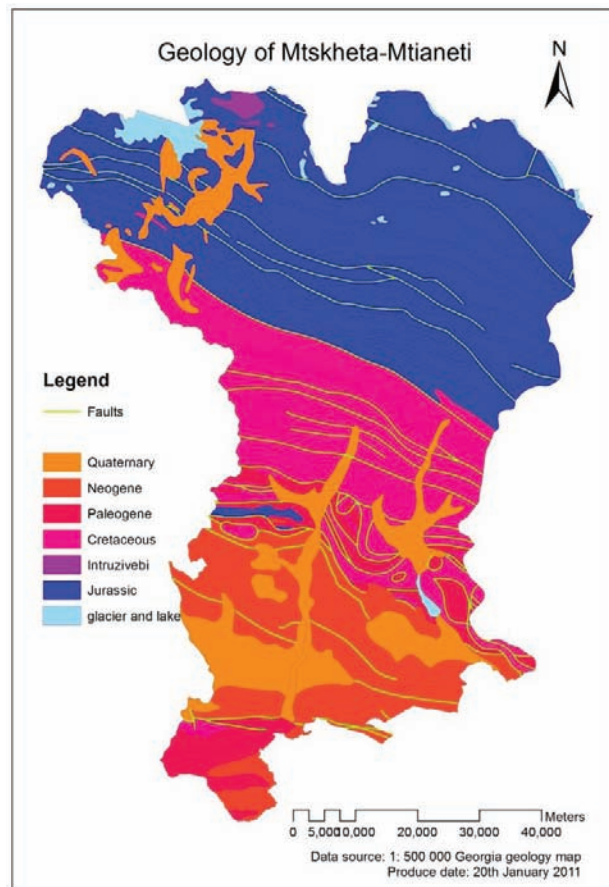 Geology of Mtskheta-Mtianeti
N
Legend
Faults
Quaternary
Neogene
Paleogene
Cretaceous
Intruzivebi
Jurassic
glacier and lake
Meters
0 5,000 10,000 20,000 30,000 40,000
Data source: 1: 500 000 Georgia geology map
Produce date: 20th January 2011